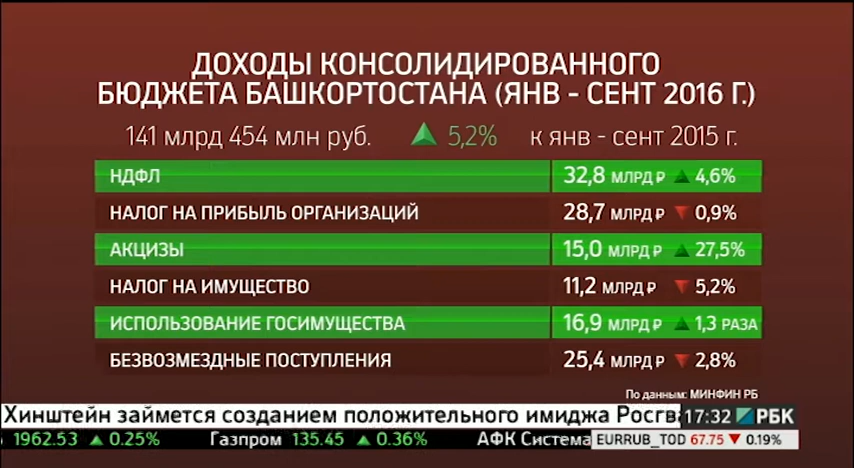 ДОХОДЫ КОНСОЛИДИРОВАННОГО
БЮДЖЕТА БАШКОРТОСТАНА (ЯНВ - СЕНТ 2016 Г.)
141 млрд 454 млн руб. ▲ 5,2% к янв - сент 2015 г.
НДФЛ 32,8 МЛРД ₽ ▲ 4,6%
НАЛОГ НА ПРИБЫЛЬ ОРГАНИЗАЦИЙ 28,7 МЛРД ₽ ▼ 0,9%
АКЦИЗЫ 15,0 МЛРД ₽ ▲ 27,5%
НАЛОГ НА ИМУЩЕСТВО 11,2 МЛРД ₽ ▼ 5,2%
ИСПОЛЬЗОВАНИЕ ГОСИМУЩЕСТВА 16,9 МЛРД ₽ ▲ 1,3 РАЗА
БЕЗВОЗМЕЗДНЫЕ ПОСТУПЛЕНИЯ 25,4 МЛРД ₽ ▼ 2,8%
По данным: МИНФИН РБ
Хинштейн займется созданием положительного имиджа Росгва 17:32 РБК
1962.53 ▲ 0.25% Газпром 135.45 ▲ 0.36% АФК Система EURRUB_TOD 67.75 ▼ 0.19%